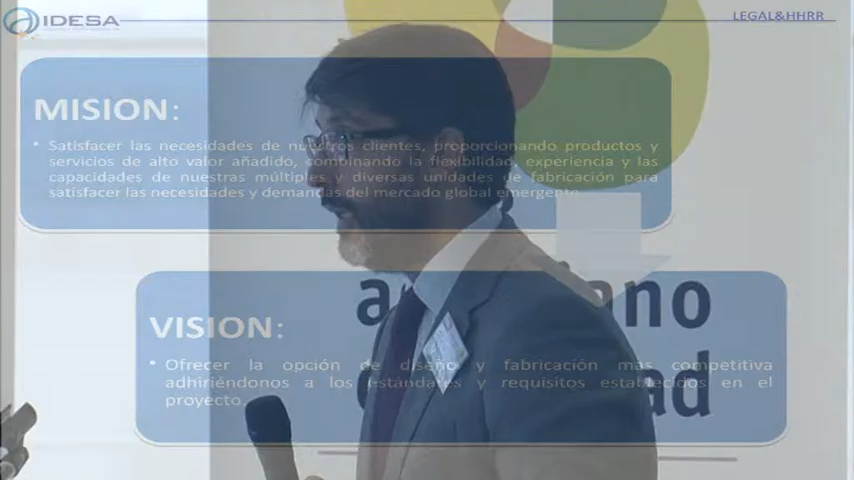 IDESA
LEGAL&HHRR
MISION:
• Satisfacer las necesidades de nuestros clientes, proporcionando productos y
servicios de alto valor añadido, combinando la flexibilidad, experiencia y las
capacidades de nuestras múltiples y diversas unidades de fabricación para
satisfacer las necesidades y demandas del mercado global emergente.
VISION:
• Ofrecer la opción de diseño y fabricación más competitiva
adhiriéndonos a los estándares y requisitos establecidos en el
proyecto.